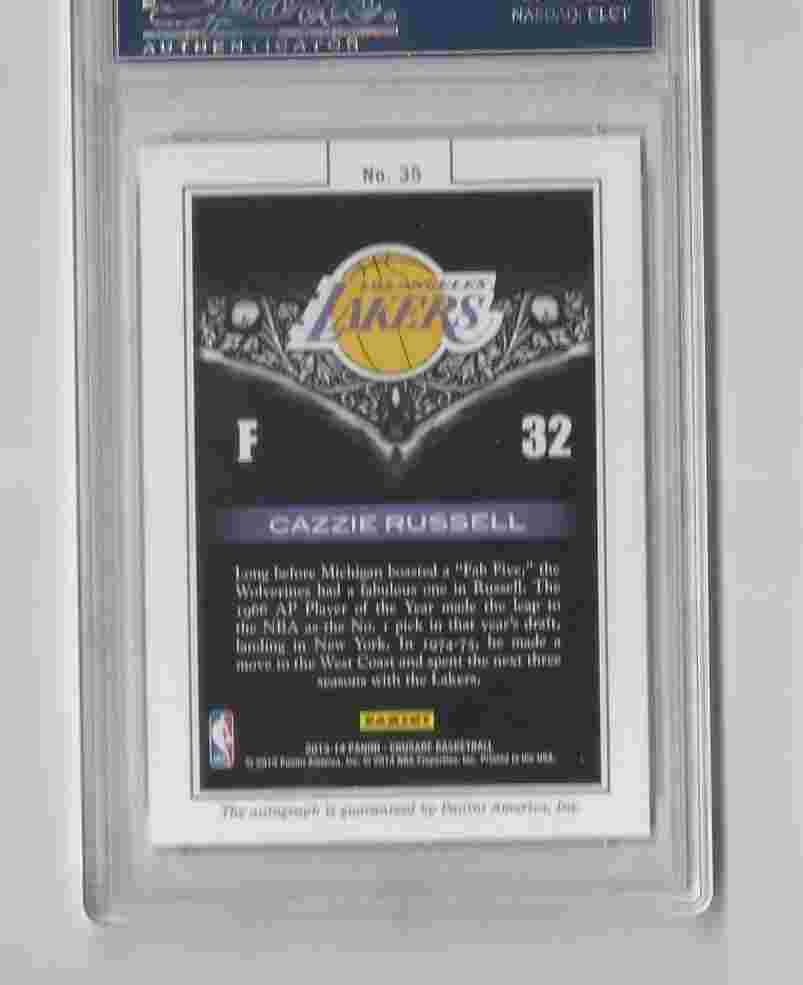 AUTHENTICATOR
NASDAQ: CLCT
No. 35
LOS ANGELES
LAKERS
F
32
CAZZIE RUSSELL
Long before Michigan boasted a "Fab Five," the
Wolverines had a fabulous one in Russell. The
1966 AP Player of the Year made the leap to
the NBA as the No. 1 pick in that year's draft,
landing in New York. In 1974-75, he made a
move to the West Coast and spent the next three
seasons with the Lakers.
PANINI
2013-14 PANINI - CRUSADE BASKETBALL
© 2014 Panini America, Inc. © 2014 NBA Properties, Inc. Printed in the USA.
The autograph is guaranteed by Panini America, Inc.